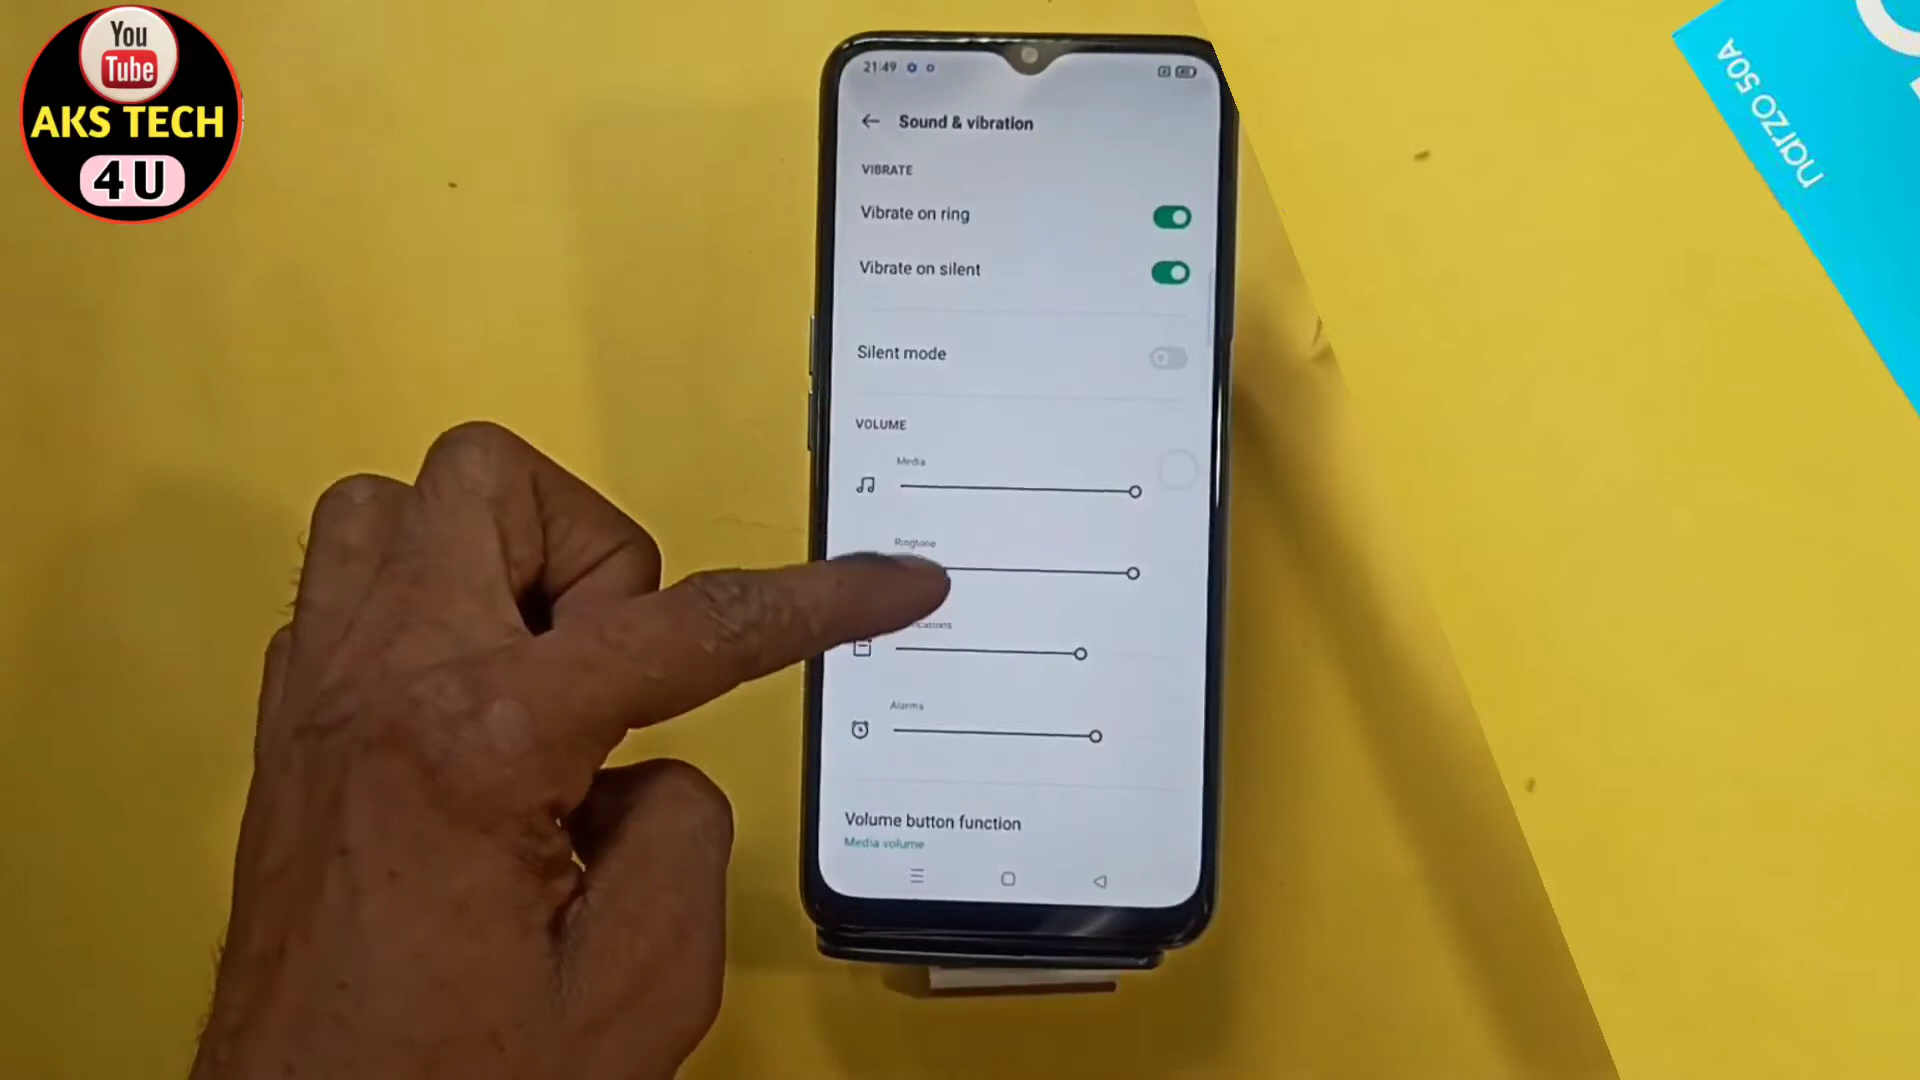 You
Tube
AKS TECH
4U
narzo 50A
21:49
Sound & vibration
VIBRATE
Vibrate on ring
Vibrate on silent
Silent mode
VOLUME
Media
Ringtone
Alarms
Volume button function
Media volume